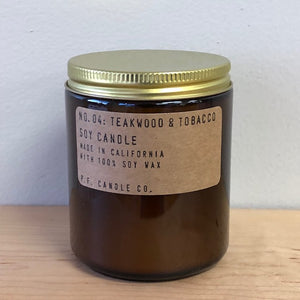 NO. 04: TEAKWOOD & TOBACCO
SOY CANDLE
MADE IN CALIFORNIA
WITH 100% SOY WAX
P.F. CANDLE CO.